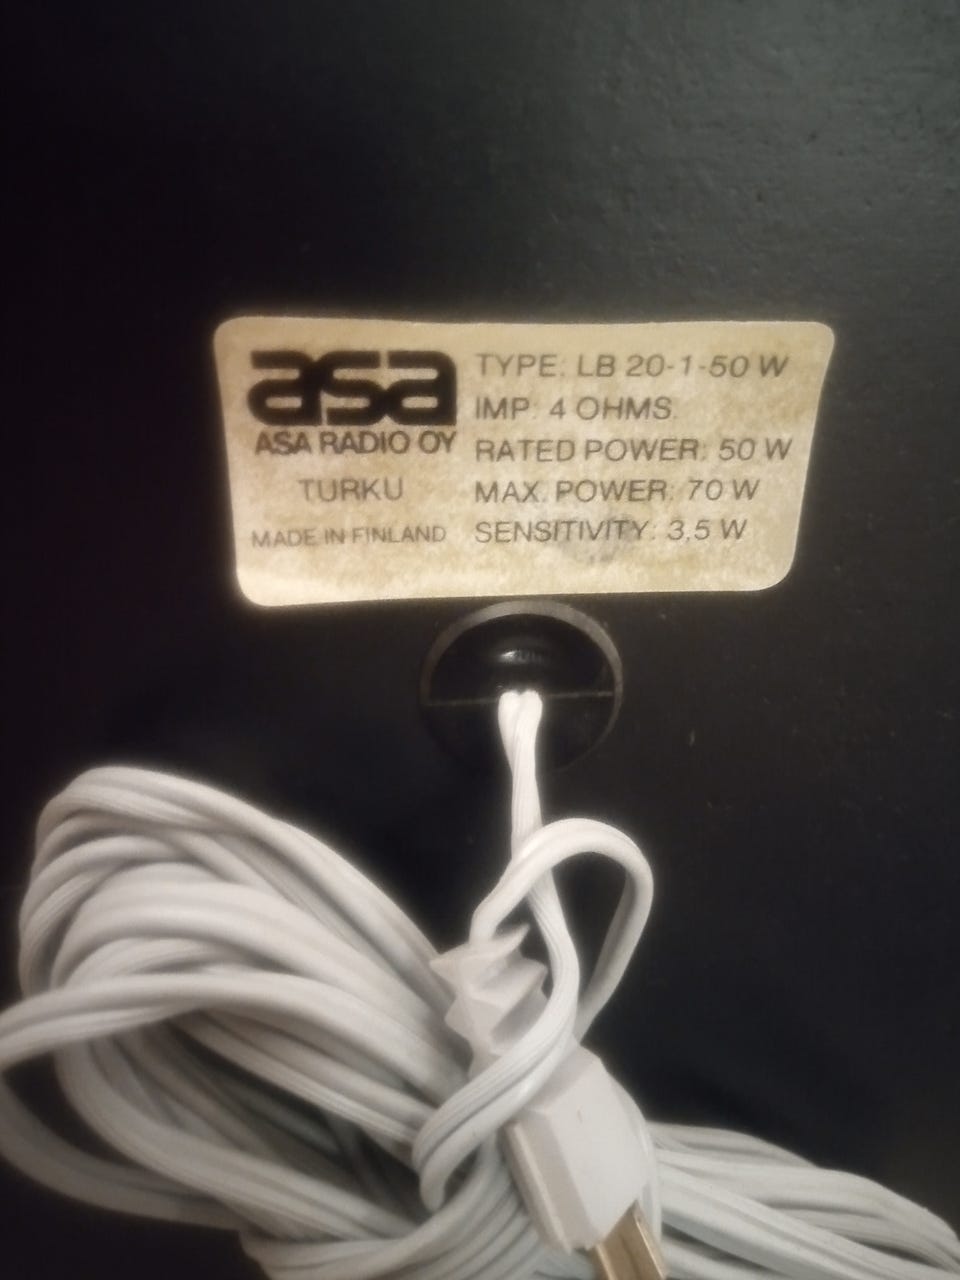 asa
ASA RADIO OY
TURKU
MADE IN FINLAND
TYPE: LB 20-1-50 W
IMP: 4 OHMS.
RATED POWER: 50 W
MAX. POWER: 70 W
SENSITIVITY: 3,5 W